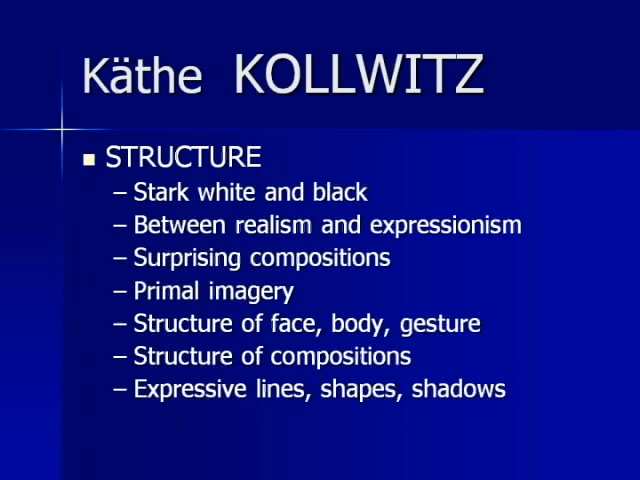 Käthe KOLLWITZ
STRUCTURE
– Stark white and black
– Between realism and expressionism
– Surprising compositions
– Primal imagery
– Structure of face, body, gesture
– Structure of compositions
– Expressive lines, shapes, shadows